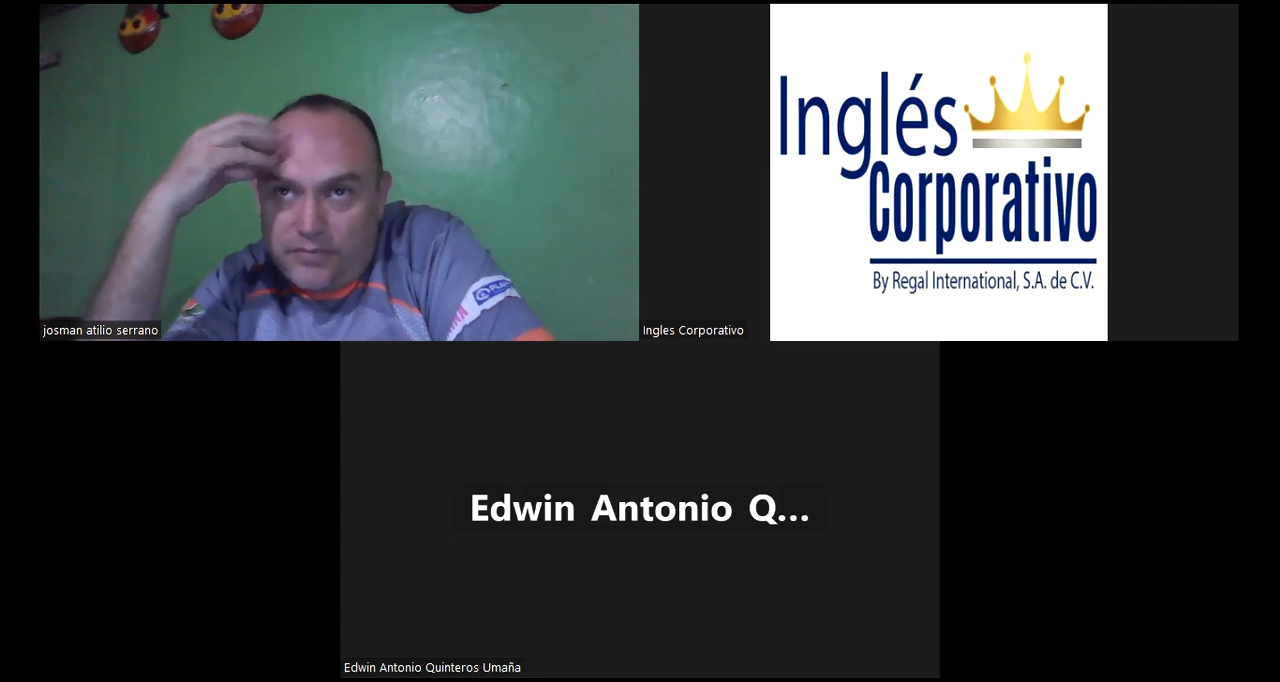 Inglés
Corporativo
By Regal International, S.A. de C.V.
josman atilio serrano
Ingles Corporativo
Edwin Antonio Q...
Edwin Antonio Quinteros Umaña